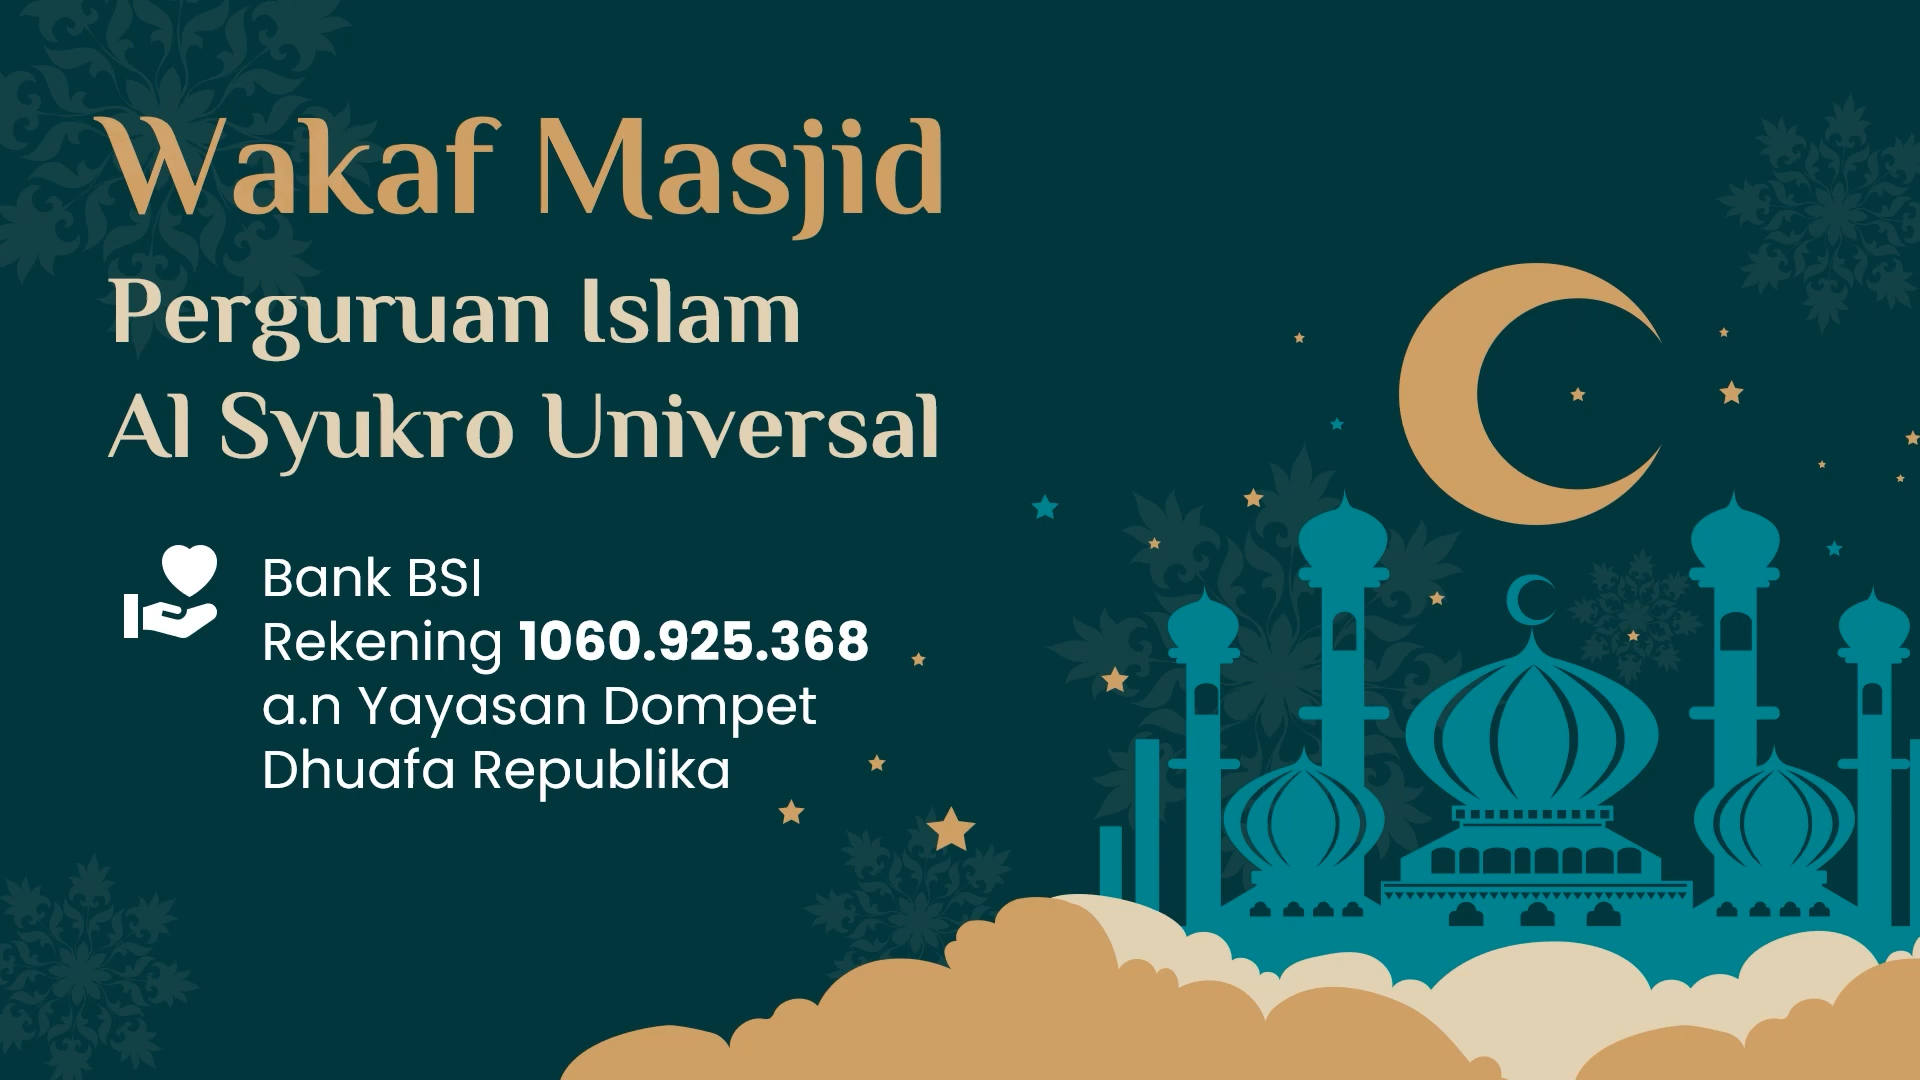 Wakaf Masjid
Perguruan Islam
Al Syukro Universal
Bank BSI
Rekening 1060.925.368
a.n Yayasan Dompet
Dhuafa Republika